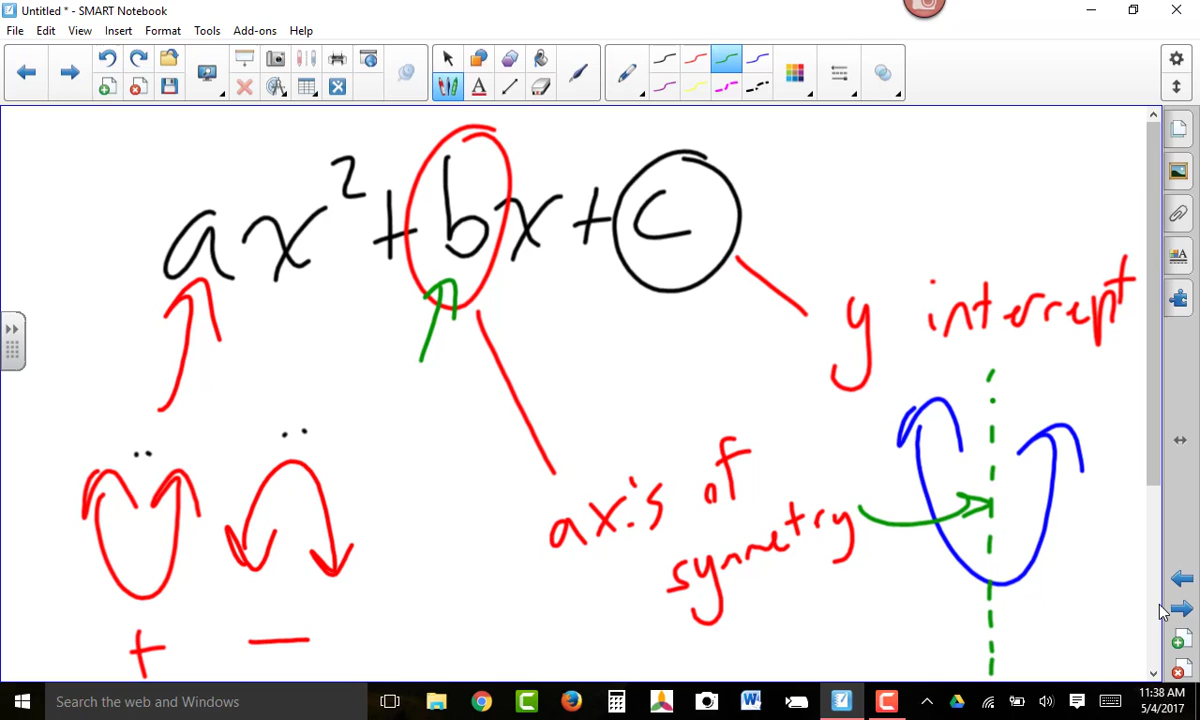 Untitled * - SMART Notebook
File Edit View Insert Format Tools Add-ons Help
ax²+bx+c
y interrept
axis of
symmetry
+ −
Search the web and Windows
11:38 AM
5/4/2017